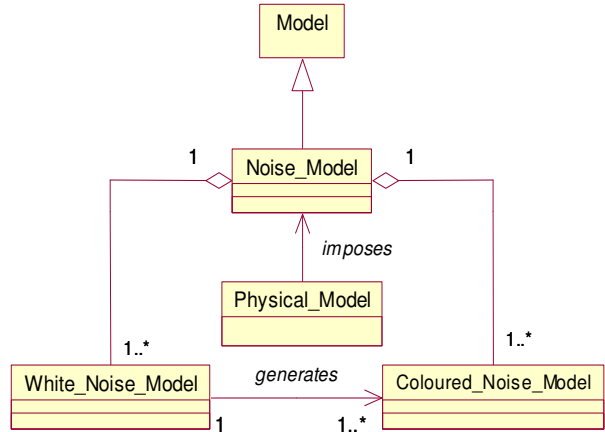 Model
1
1
Noise_Model
imposes
Physical_Model
1..*
1..*
generates
White_Noise_Model
Coloured_Noise_Model
1
1..*